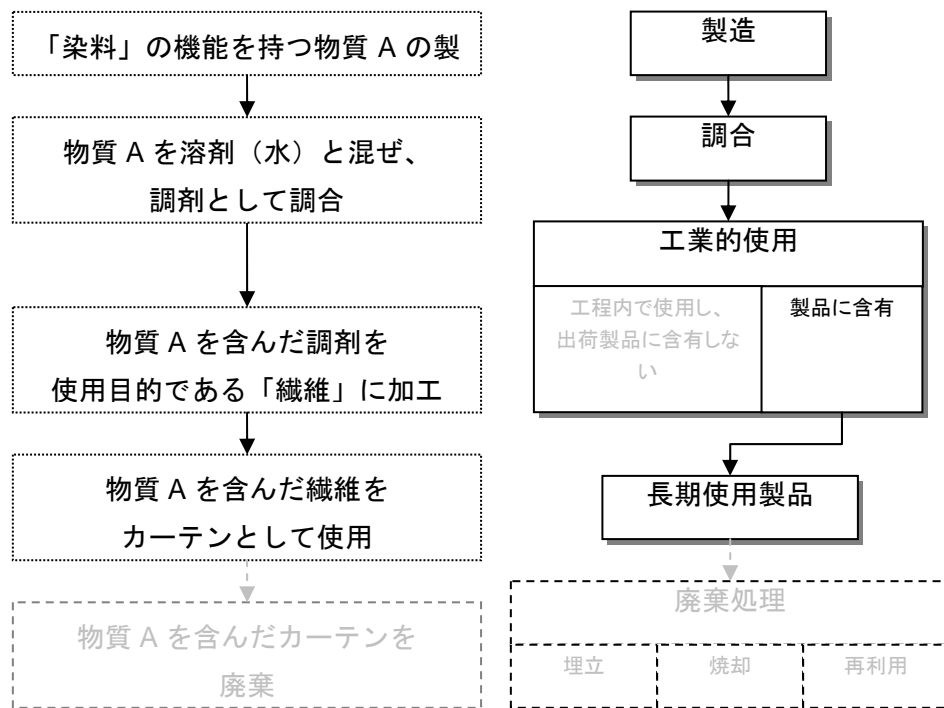 「染料」の機能を持つ物質 A の製
物質 A を溶剤（水）と混ぜ、
調剤として調合
物質 A を含んだ調剤を
使用目的である「繊維」に加工
物質 A を含んだ繊維を
カーテンとして使用
物質 A を含んだカーテンを
廃棄
製造
調合
工業的使用
工程内で使用し、
出荷製品に含有しな
い
製品に含有
長期使用製品
廃棄処理
埋立
焼却
再利用